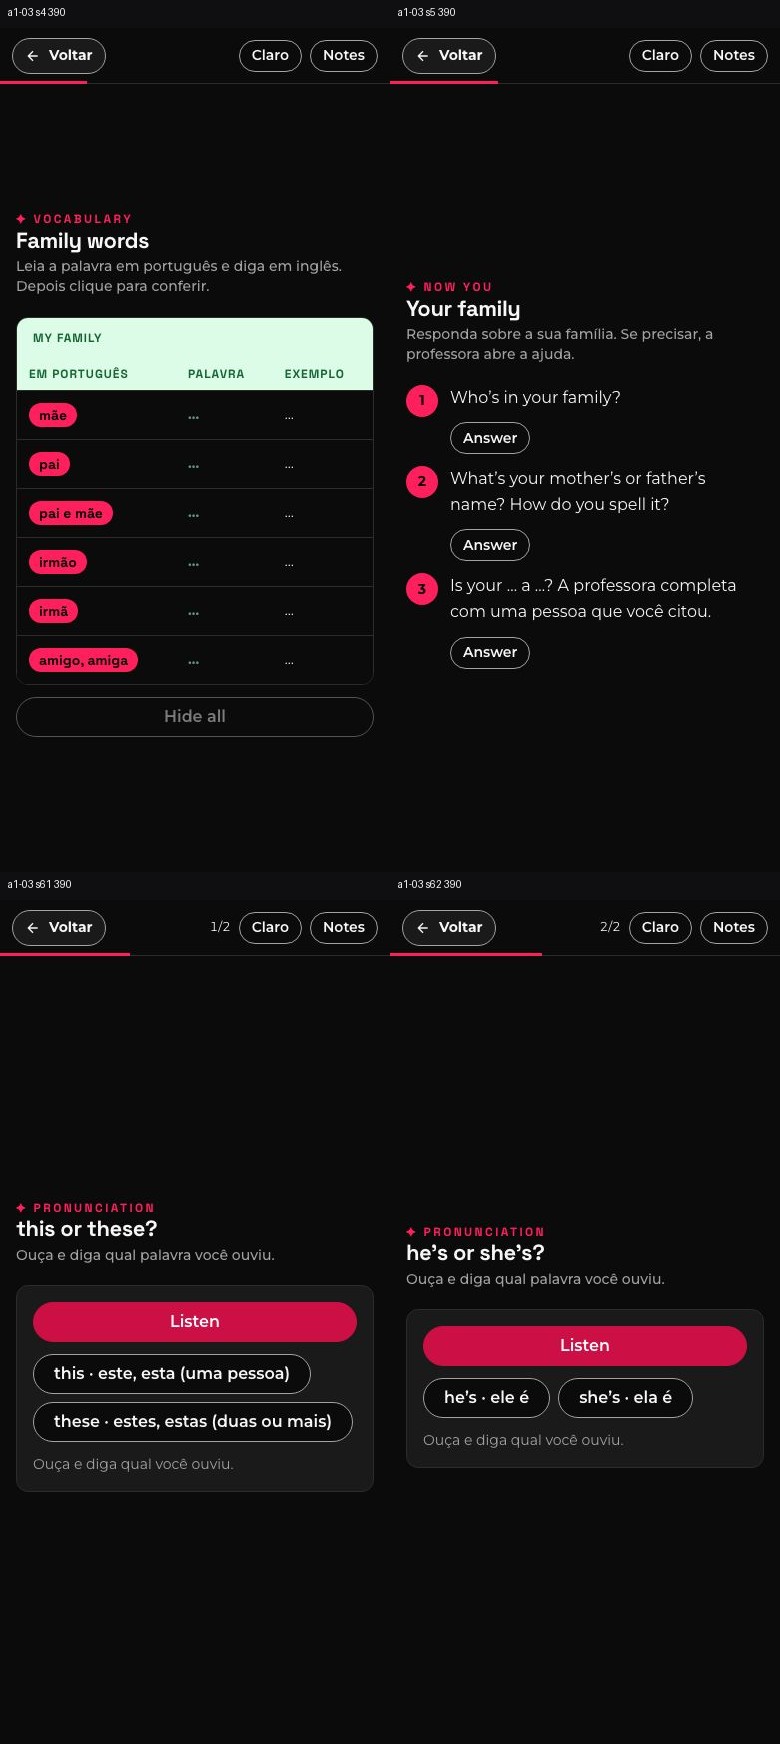 a1-03 s4 390
Voltar
Claro
Notes
VOCABULARY
Family words
Leia a palavra em português e diga em inglês.
Depois clique para conferir.
MY FAMILY
EM PORTUGUÊS PALAVRA EXEMPLO
mãe ... ...
pai ... ...
pai e mãe ... ...
irmão ... ...
irmã ... ...
amigo, amiga ... ...
Hide all
a1-03 s5 390
Voltar
Claro
Notes
NOW YOU
Your family
Responda sobre a sua família. Se precisar, a
professora abre a ajuda.
1 Who’s in your family?
Answer
2 What’s your mother’s or father’s
name? How do you spell it?
Answer
3 Is your ... a ...? A professora completa
com uma pessoa que você citou.
Answer
a1-03 s61 390
Voltar
1/2
Claro
Notes
PRONUNCIATION
this or these?
Ouça e diga qual palavra você ouviu.
Listen
this · este, esta (uma pessoa)
these · estes, estas (duas ou mais)
Ouça e diga qual você ouviu.
a1-03 s62 390
Voltar
2/2
Claro
Notes
PRONUNCIATION
he’s or she’s?
Ouça e diga qual palavra você ouviu.
Listen
he’s · ele é
she’s · ela é
Ouça e diga qual você ouviu.